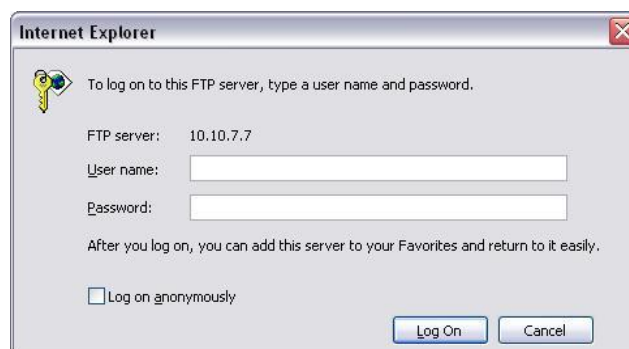 Internet Explorer
To log on to this FTP server, type a user name and password.
FTP server: 10.10.7.7
User name:
Password:
After you log on, you can add this server to your Favorites and return to it easily.
Log on anonymously
Log On Cancel